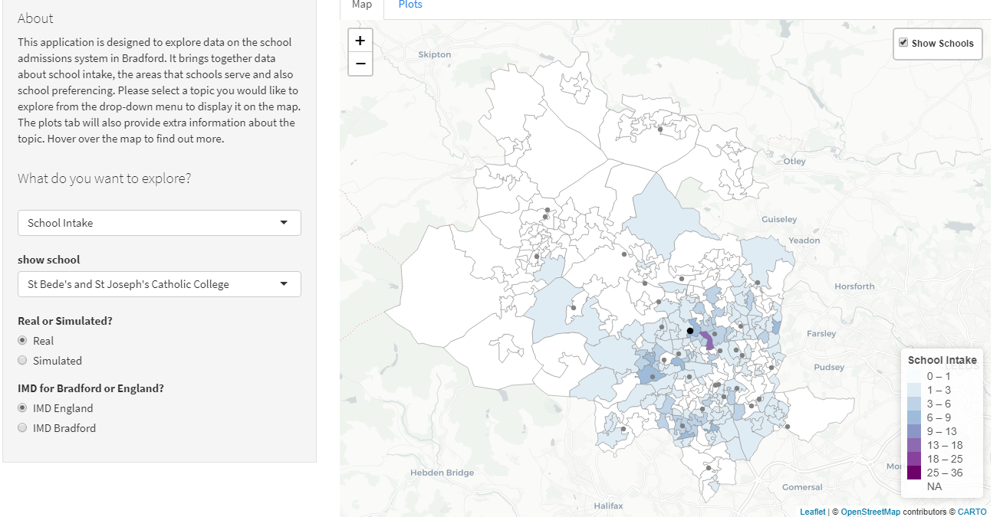 About
This application is designed to explore data on the school
admissions system in Bradford. It brings together data
about school intake, the areas that schools serve and also
school preferencing. Please select a topic you would like to
explore from the drop-down menu to display it on the map.
The plots tab will also provide extra information about the
topic. Hover over the map to find out more.
What do you want to explore?
School Intake
show school
St Bede's and St Joseph's Catholic College
Real or Simulated?
Real
Simulated
IMD for Bradford or England?
IMD England
IMD Bradford
Map Plots
+
−
Show Schools
Skipton
Otley
Guiseley
Yeadon
Horsforth
Farsley
Pudsey
LEEDS
Hebden Bridge
Halifax
Gomersal
Mo
School Intake
0 – 1
1 – 3
3 – 6
6 – 9
9 – 13
13 – 18
18 – 25
25 – 36
NA
Leaflet | © OpenStreetMap contributors © CARTO